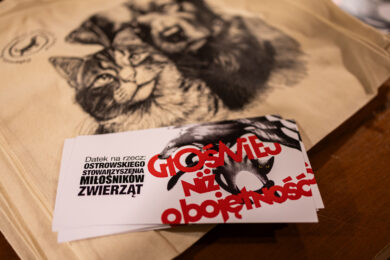 Datek na rzecz:
OSTROWSKIEGO
STOWARZYSZENIA
MIŁOŚNIKÓW
ZWIERZĄT
GŁOŚNIEJ
NIŻ
obojętność